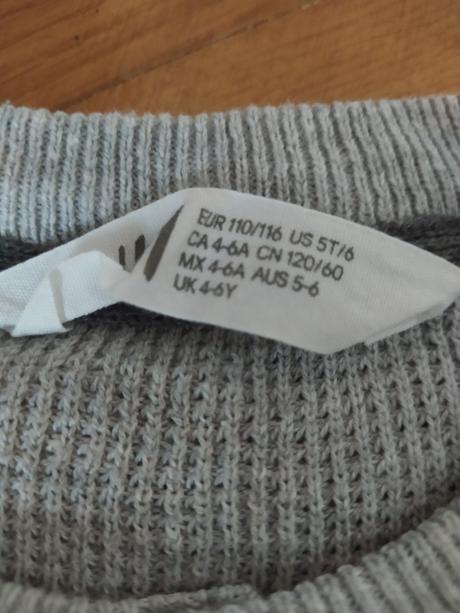 EUR 110/116 US 5T/6
CA 4-6A CN 120/60
MX 4-6A AUS 5-6
UK 4-6Y